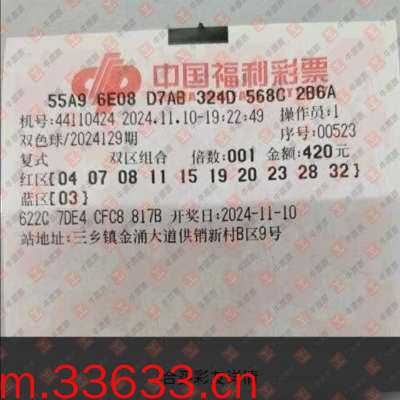 中国福利彩票
55A9 6E08 D7AB 324D 568C 2B6A
机号:44110424 2024.11.10-19:22:49 操作员:1
双色球/2024129期 序号:00523
复式 双区组合 倍数:001 金额:420元
红区[04 07 08 11 15 19 20 23 28 32]
蓝区[03]
622C 7DE4 CFC8 817B 开奖日:2024-11-10
站地址:三乡镇金涌大道供销新村B区9号
m.33633.cn